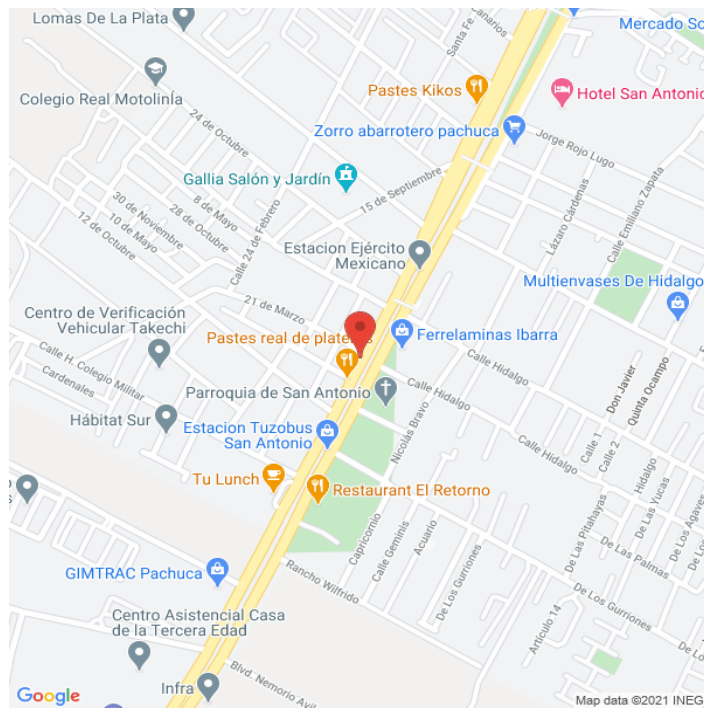 Lomas De La Plata
Mercado So
Canarios
Santa Fe
Pastes Kikos
Colegio Real Motolinía
Hotel San Antonio
Zorro abarrotero pachuca
24 de Octubre
Jorge Rojo Lugo
Gallia Salón y Jardín
15 de Septiembre
Calle Emiliano Zapata
Lázaro Cárdenas
30 de Noviembre
8 de Mayo
10 de Mayo
28 de Octubre
12 de Octubre
Calle 24 de Febrero
Estacion Ejército
Mexicano
Multienvases De Hidalgo
21 de Marzo
Centro de Verificación
Vehicular Takechi
Pastes real de plate
s
Ferrelaminas Ibarra
Calle H. Colegio Militar
Cardenales
Parroquia de San Antonio
Calle Hidalgo
Calle Hidalgo
Don Javier
Quinta Ocampo
Hábitat Sur
Estacion Tuzobus
San Antonio
Nicolás Bravo
Calle Hidalgo
Calle 1
Calle 2
Hidalgo
De Las Yucas
De Los Agaves
Tu Lunch
Restaurant El Retorno
o
s
Capricornio
Calle Geminis
Acuario
De Los Gurriones
De Las Pitahayas
De Las Palmas
GIMTRAC Pachuca
Rancho Wilfrido
De Los Gurriones
Artículo 14
Centro Asistencial Casa
de la Tercera Edad
Infra
Blvd. Nemorio Avil
Google
Map data ©2021 INEG